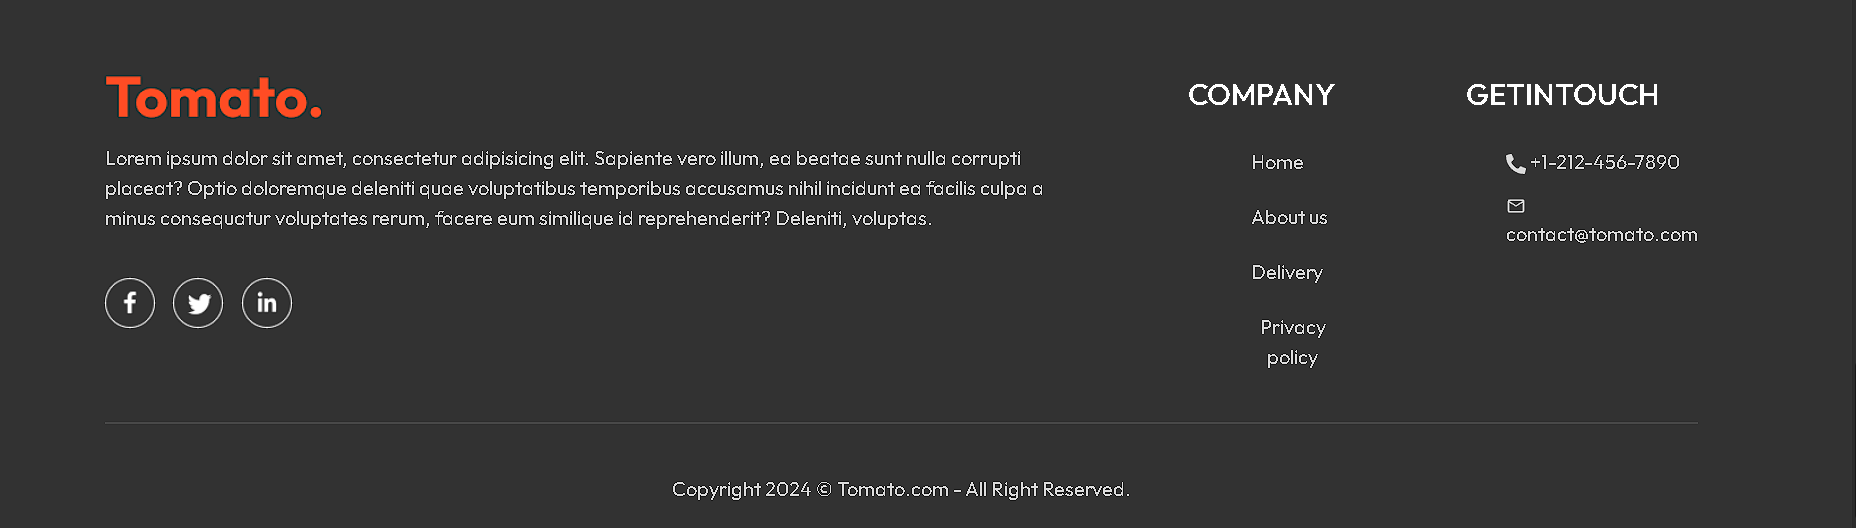 Tomato.
Lorem ipsum dolor sit amet, consectetur adipisicing elit. Sapiente vero illum, ea beatae sunt nulla corrupti
placeat? Optio doloremque deleniti quae voluptatibus temporibus accusamus nihil incidunt ea facilis culpa a
minus consequatur voluptates rerum, facere eum similique id reprehenderit? Deleniti, voluptas.
f
in
COMPANY
Home
About us
Delivery
Privacy
policy
GETINTOUCH
+1-212-456-7890
contact@tomato.com
Copyright 2024 © Tomato.com - All Right Reserved.